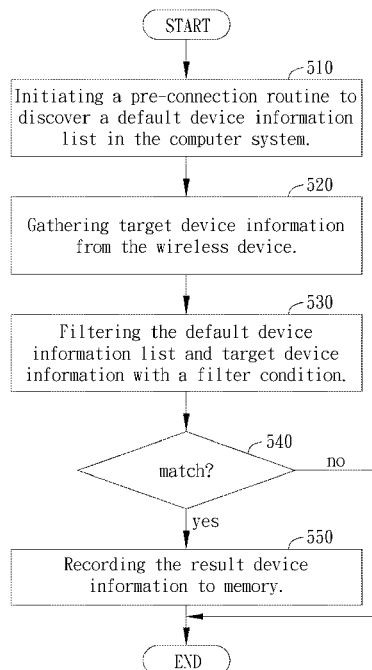 START
510
Initiating a pre-connection routine to
discover a default device information
list in the computer system.
520
Gathering target device information
from the wireless device.
530
Filtering the default device
information list and target device
information with a filter condition.
540
match?
no
yes
550
Recording the result device
information to memory.
END